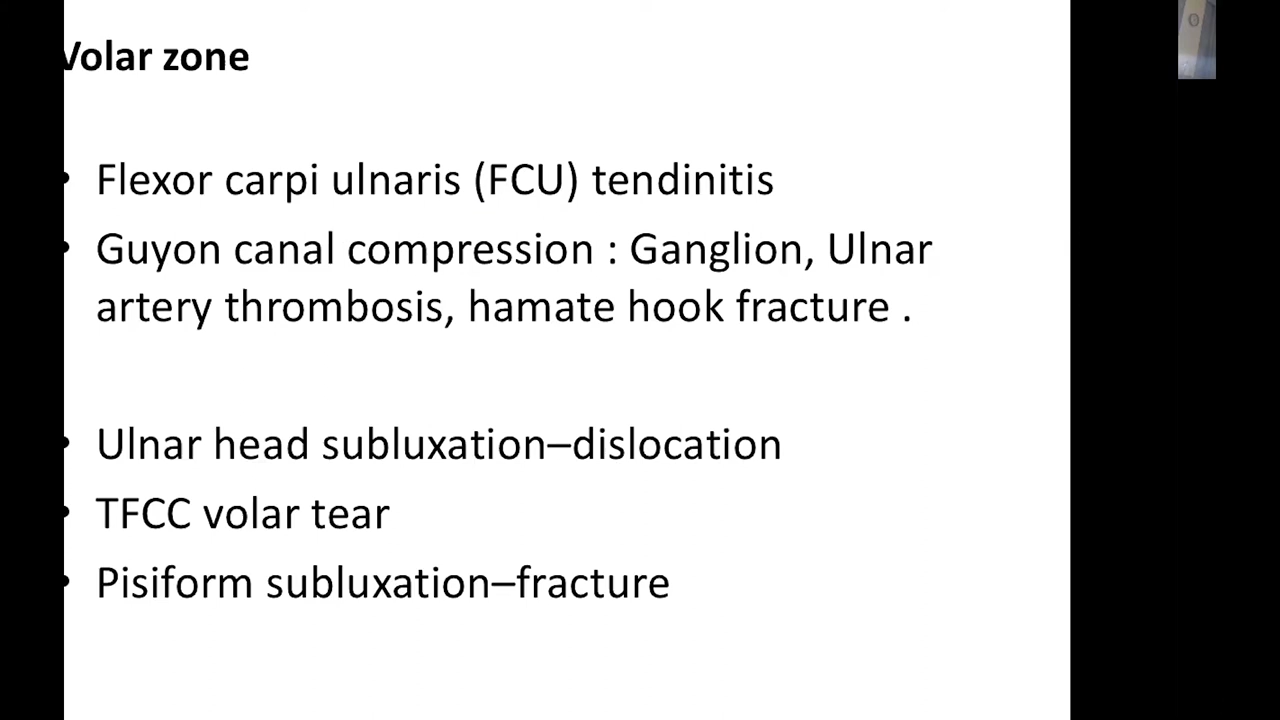 Volar zone
• Flexor carpi ulnaris (FCU) tendinitis
• Guyon canal compression : Ganglion, Ulnar
artery thrombosis, hamate hook fracture .
• Ulnar head subluxation–dislocation
• TFCC volar tear
• Pisiform subluxation–fracture